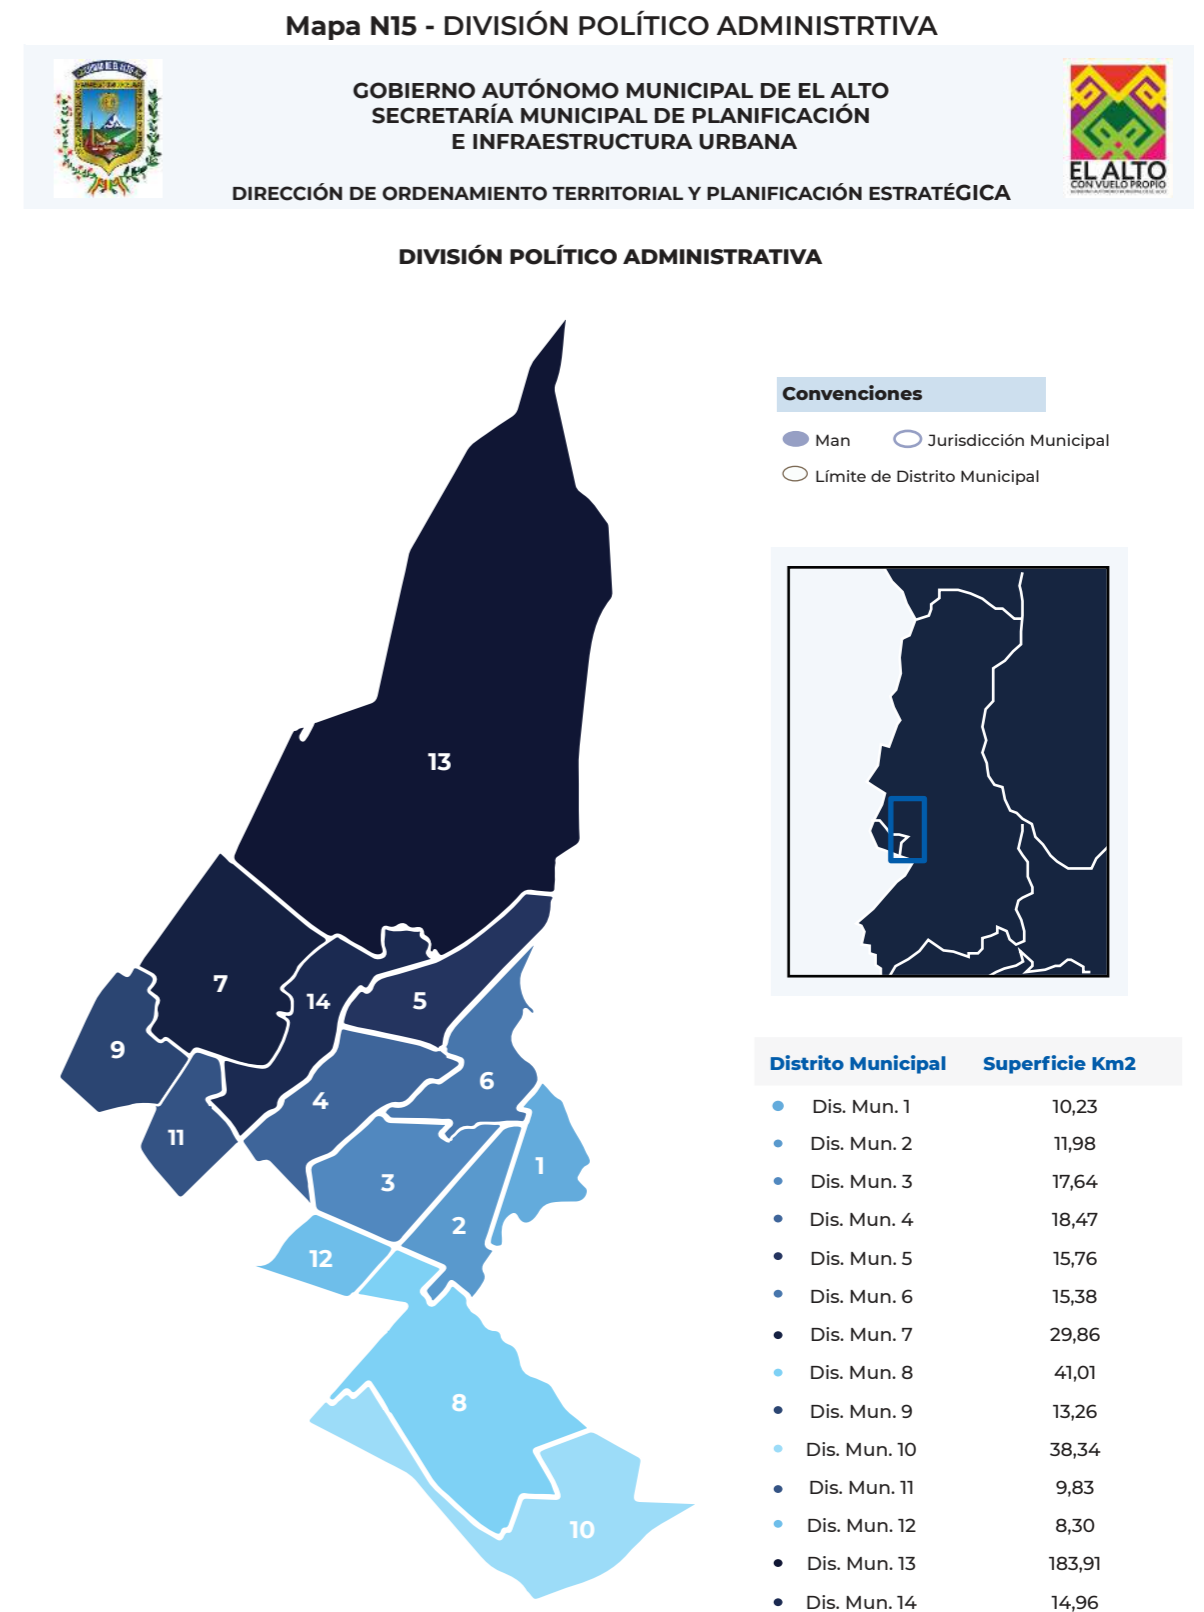 Mapa N15 - DIVISIÓN POLÍTICO ADMINISTRTIVA
GOBIERNO AUTÓNOMO MUNICIPAL DE EL ALTO
SECRETARÍA MUNICIPAL DE PLANIFICACIÓN
E INFRAESTRUCTURA URBANA
DIRECCIÓN DE ORDENAMIENTO TERRITORIAL Y PLANIFICACIÓN ESTRATÉGICA
EL ALTO
CON VUELO PROPIO
DIVISIÓN POLÍTICO ADMINISTRATIVA
Convenciones
Man
Jurisdicción Municipal
Límite de Distrito Municipal
13
7
14
5
9
6
4
11
1
3
2
12
8
10
Distrito Municipal Superficie Km2
Dis. Mun. 1 10,23
Dis. Mun. 2 11,98
Dis. Mun. 3 17,64
Dis. Mun. 4 18,47
Dis. Mun. 5 15,76
Dis. Mun. 6 15,38
Dis. Mun. 7 29,86
Dis. Mun. 8 41,01
Dis. Mun. 9 13,26
Dis. Mun. 10 38,34
Dis. Mun. 11 9,83
Dis. Mun. 12 8,30
Dis. Mun. 13 183,91
Dis. Mun. 14 14,96